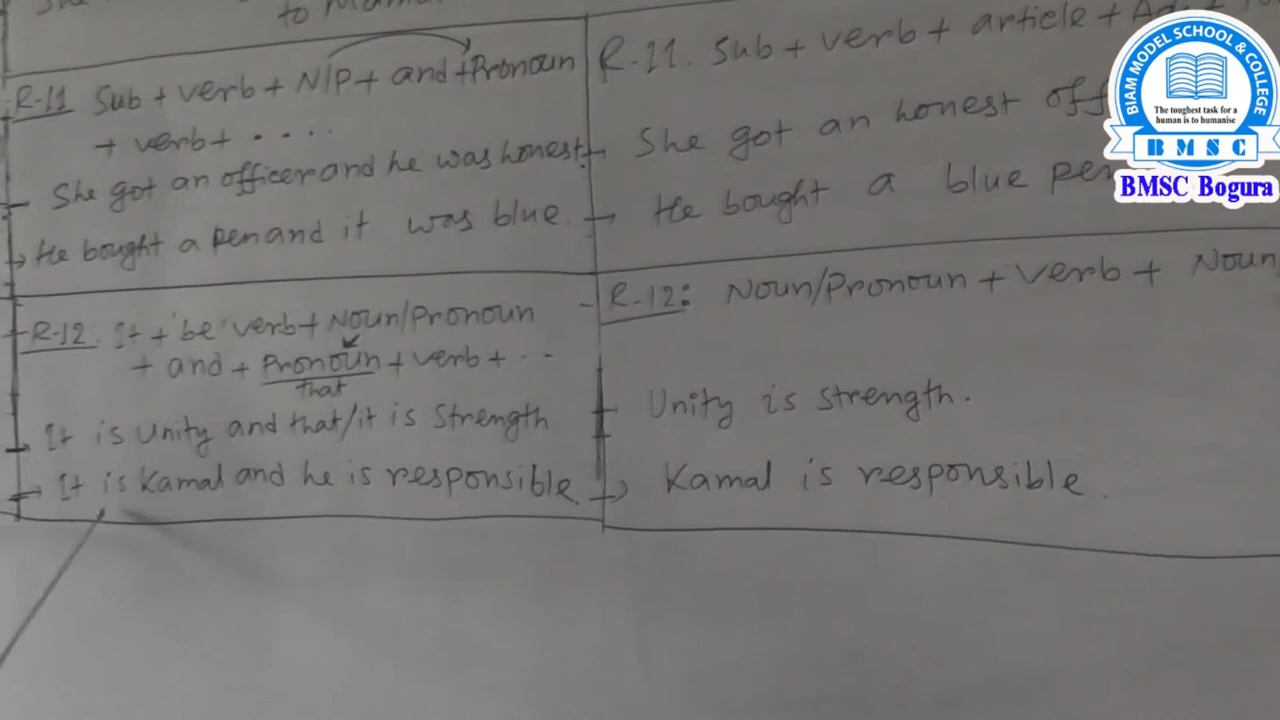 to
R-11 Sub + verb + N/P + and + Pronoun
+ verb + ....
She got an officer and he was honest.
He bought a pen and it was blue.
R-12. It + 'be' verb + Noun/Pronoun
+ and + Pronoun + verb + ...
that
It is Unity and that/it is Strength
It is Kamal and he is responsible.
R-11. Sub + verb + article +
She got an honest
He bought a blue
R-12: Noun/Pronoun + verb + Noun
Unity is strength.
Kamal is responsible.
BIAM MODEL SCHOOL & COLLEGE
The toughest task for a
human is to humanise
BMSC
BMSC Bogura